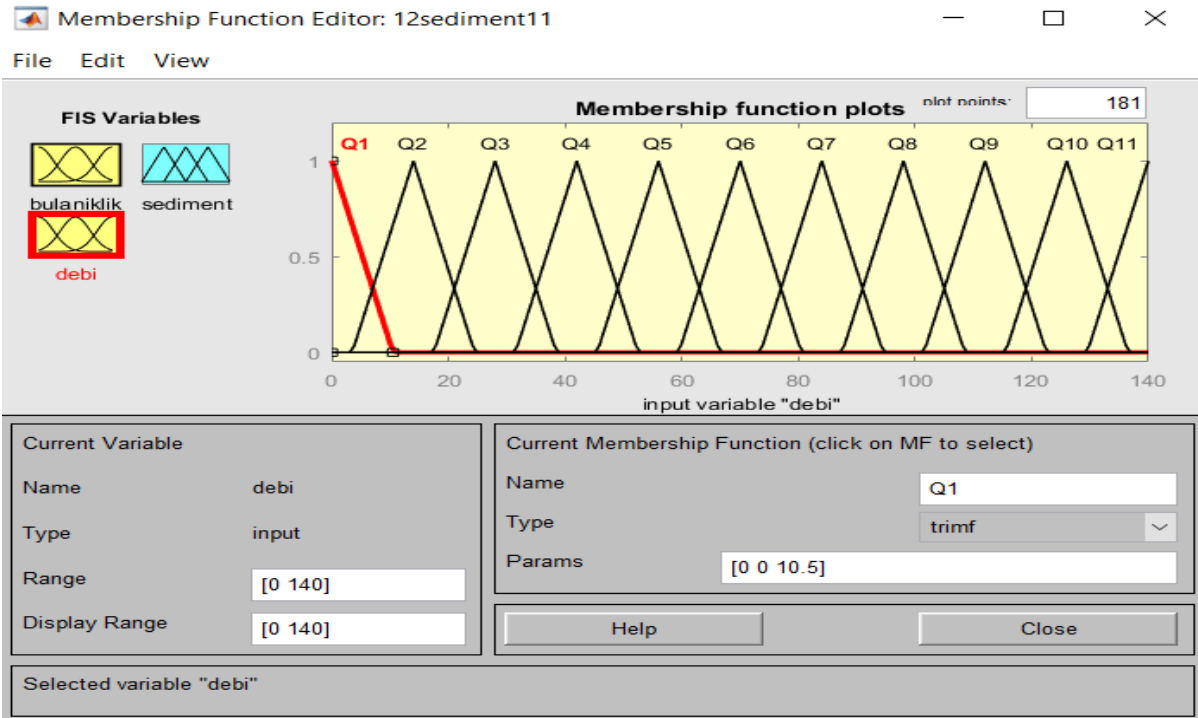 Membership Function Editor: 12sediment11
File Edit View
FIS Variables
bulaniklik sediment
debi
Membership function plots plot points: 181
Q1 Q2 Q3 Q4 Q5 Q6 Q7 Q8 Q9 Q10 Q11
1
0.5
0
0 20 40 60 80 100 120 140
input variable "debi"
Current Variable
Name debi
Type input
Range [0 140]
Display Range [0 140]
Current Membership Function (click on MF to select)
Name Q1
Type trimf
Params [0 0 10.5]
Help Close
Selected variable "debi"